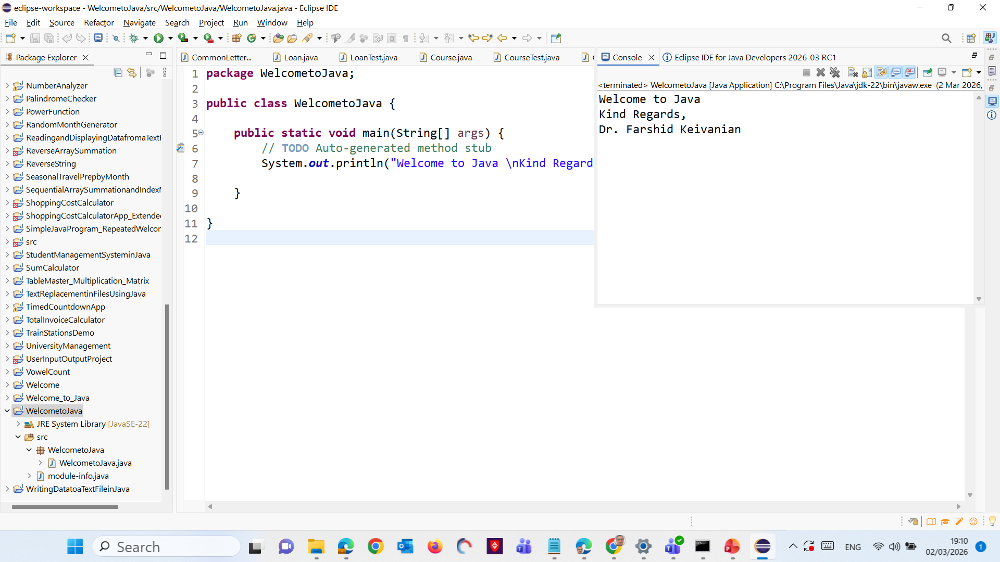 eclipse-workspace - WelcometoJava/src/WelcometoJava/WelcometoJava.java - Eclipse IDE
File Edit Source Refactor Navigate Search Project Run Window Help
Package Explorer
NumberAnalyzer
PalindromeChecker
PowerFunction
RandomMonthGenerator
ReadingandDisplayingDatafromaTextI
ReverseArraySummation
ReverseString
SeasonalTravelPrepbyMonth
SequentialArraySummationandIndex
ShoppingCostCalculator
ShoppingCostCalculatorApp_Extende
SimpleJavaProgram_RepeatedWelcor
src
StudentManagementSysteminJava
SumCalculator
TableMaster_Multiplication_Matrix
TextReplacementinFilesUsingJava
TimedCountdownApp
TotalInvoiceCalculator
TrainStationsDemo
UniversityManagement
UserInputOutputProject
VowelCount
Welcome
Welcome_to_Java
WelcometoJava
JRE System Library [JavaSE-22]
src
WelcometoJava
WelcometoJava.java
module-info.java
WritingDatatoaTextFileinJava
CommonLetter... Loan.java LoanTest.java Course.java CourseTest.java
1 package WelcometoJava;
2
3 public class WelcometoJava {
4
5 public static void main(String[] args) {
6 // TODO Auto-generated method stub
7 System.out.println("Welcome to Java \nKind Regard
8
9 }
10
11 }
12
Console Eclipse IDE for Java Developers 2026-03 RC1
<terminated> WelcometoJava [Java Application] C:\Program Files\Java\jdk-22\bin\javaw.exe (2 Mar 2026,
Welcome to Java
Kind Regards,
Dr. Farshid Keivanian
Search
ENG
19:10
02/03/2026
1